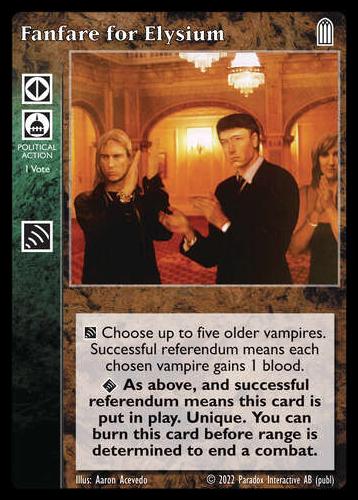 Fanfare for Elysium
POLITICAL
ACTION
1 Vote
Choose up to five older vampires.
Successful referendum means each
chosen vampire gains 1 blood.
As above, and successful
referendum means this card is
put in play. Unique. You can
burn this card before range is
determined to end a combat.
Illus: Aaron Acevedo © 2022 Paradox Interactive AB (publ)